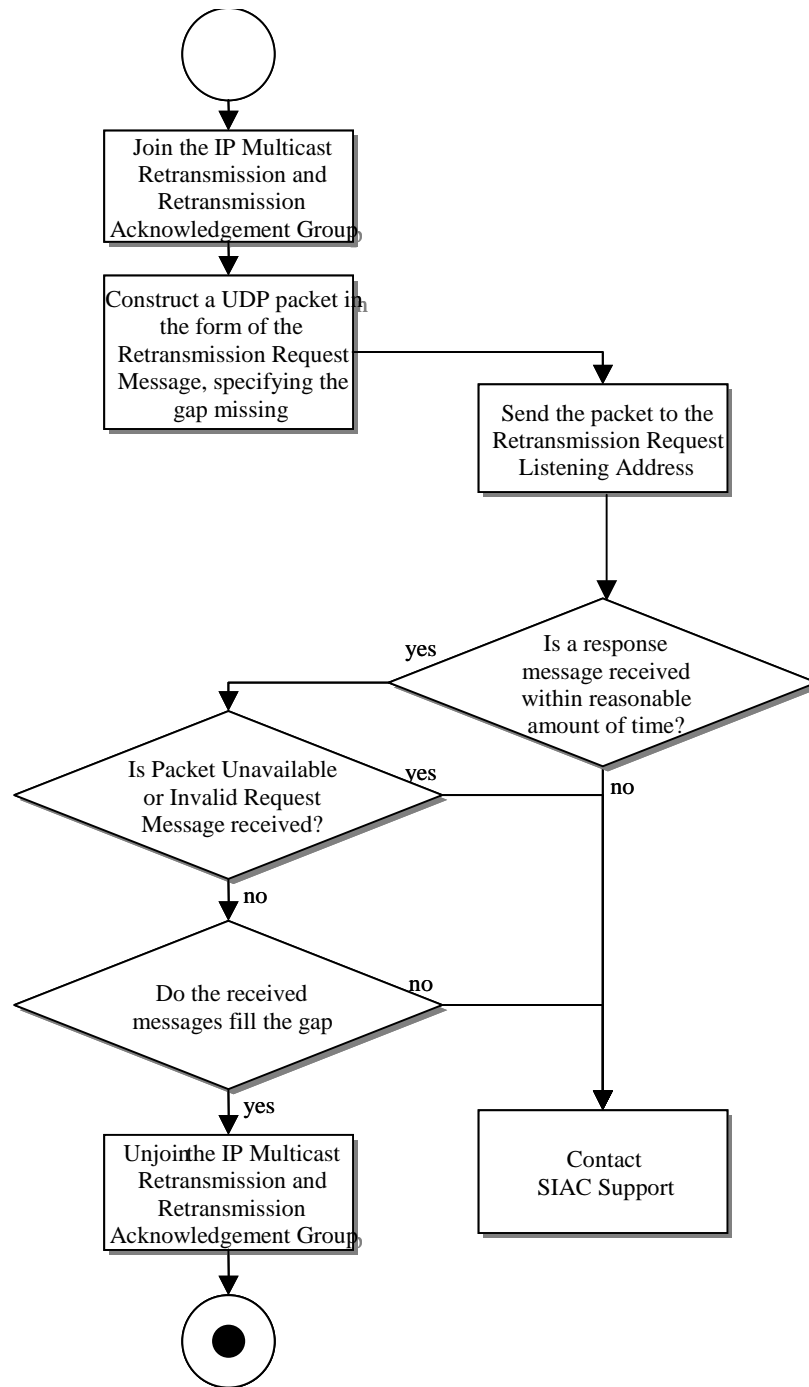 Join the IP Multicast
Retransmission and
Retransmission
Acknowledgement Group
Construct a UDP packet in
the form of the
Retransmission Request
Message, specifying the
gap missing
Send the packet to the
Retransmission Request
Listening Address
Is a response
message received
within reasonable
amount of time?
yes
no
Is Packet Unavailable
or Invalid Request
Message received?
yes
no
Do the received
messages fill the gap
no
yes
Unjoin the IP Multicast
Retransmission and
Retransmission
Acknowledgement Group
Contact
SIAC Support